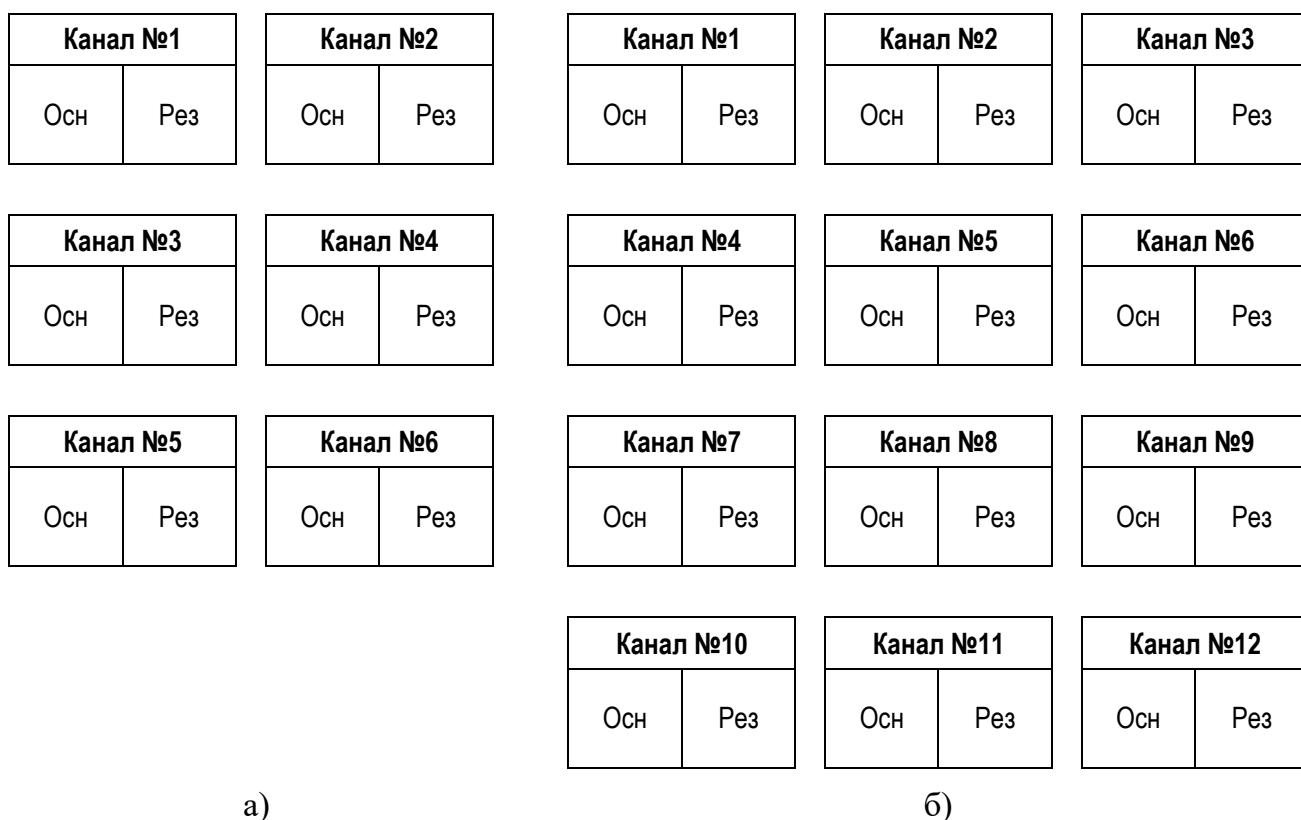 Канал №1 Канал №2
Осн Рез Осн Рез
Канал №3 Канал №4
Осн Рез Осн Рез
Канал №5 Канал №6
Осн Рез Осн Рез
а)
Канал №1 Канал №2 Канал №3
Осн Рез Осн Рез Осн Рез
Канал №4 Канал №5 Канал №6
Осн Рез Осн Рез Осн Рез
Канал №7 Канал №8 Канал №9
Осн Рез Осн Рез Осн Рез
Канал №10 Канал №11 Канал №12
Осн Рез Осн Рез Осн Рез
б)